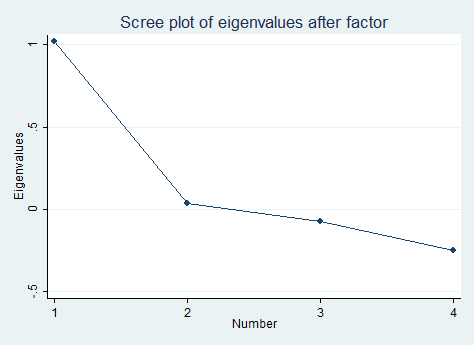 Scree plot of eigenvalues after factor
Eigenvalues
1
.5
0
-.5
1 2 3 4
Number